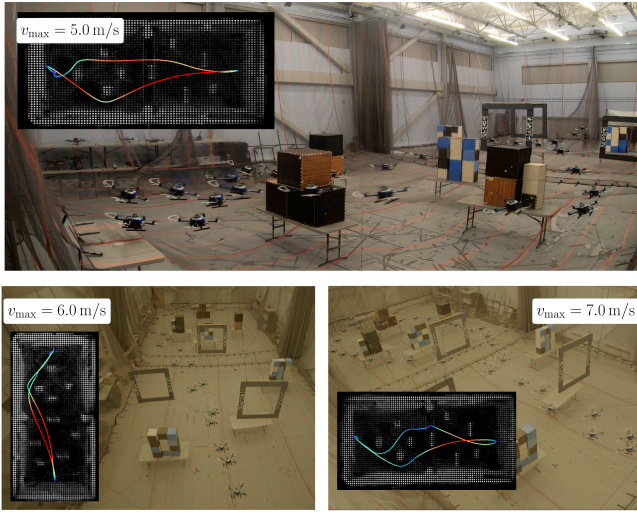 v_max = 5.0 m/s
v_max = 6.0 m/s
v_max = 7.0 m/s